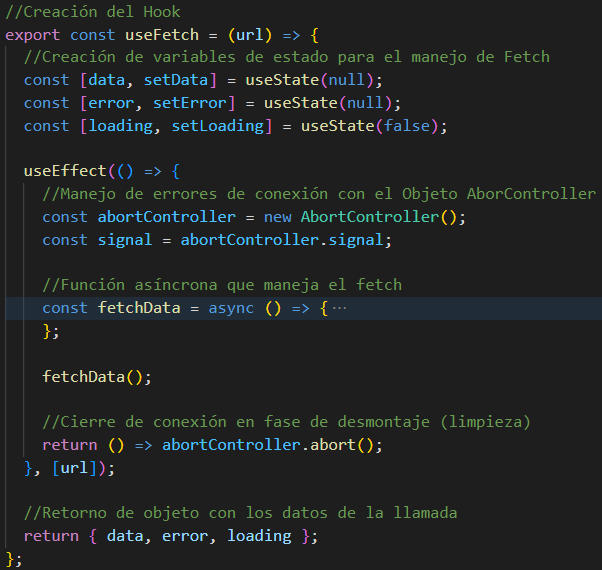 //Creación del Hook
export const useFetch = (url) => {
//Creación de variables de estado para el manejo de Fetch
const [data, setData] = useState(null);
const [error, setError] = useState(null);
const [loading, setLoading] = useState(false);
useEffect(() => {
//Manejo de errores de conexión con el Objeto AborController
const abortController = new AbortController();
const signal = abortController.signal;
//Función asíncrona que maneja el fetch
const fetchData = async () => {···
};
fetchData();
//Cierre de conexión en fase de desmontaje (limpieza)
return () => abortController.abort();
}, [url]);
//Retorno de objeto con los datos de la llamada
return { data, error, loading };
};